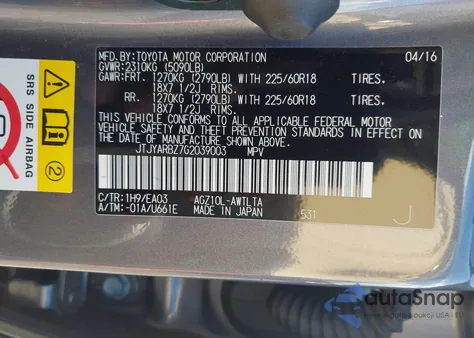 MFD. BY:TOYOTA MOTOR CORPORATION 04/16
GVWR:2310KG (5090LB)
GAWR:FRT. 1270KG (2790LB) WITH 225/60R18 TIRES.
18X7 1/2J RIMS.
RR. 1270KG (2790LB) WITH 225/60R18 TIRES.
18X7 1/2J RIMS.
THIS VEHICLE CONFORMS TO ALL APPLICABLE FEDERAL MOTOR
VEHICLE SAFETY AND THEFT PREVENTION STANDARDS IN EFFECT ON
THE DATE OF MANUFACTURE SHOWN ABOVE.
JTJYARBZ7G2039003 MPV
C/TR:1H9/EA03 AGZ10L-AWTLTA
A/TM:-01A/U661E MADE IN JAPAN 531 J
SRS SIDE AIRBAG
2
autoSnap